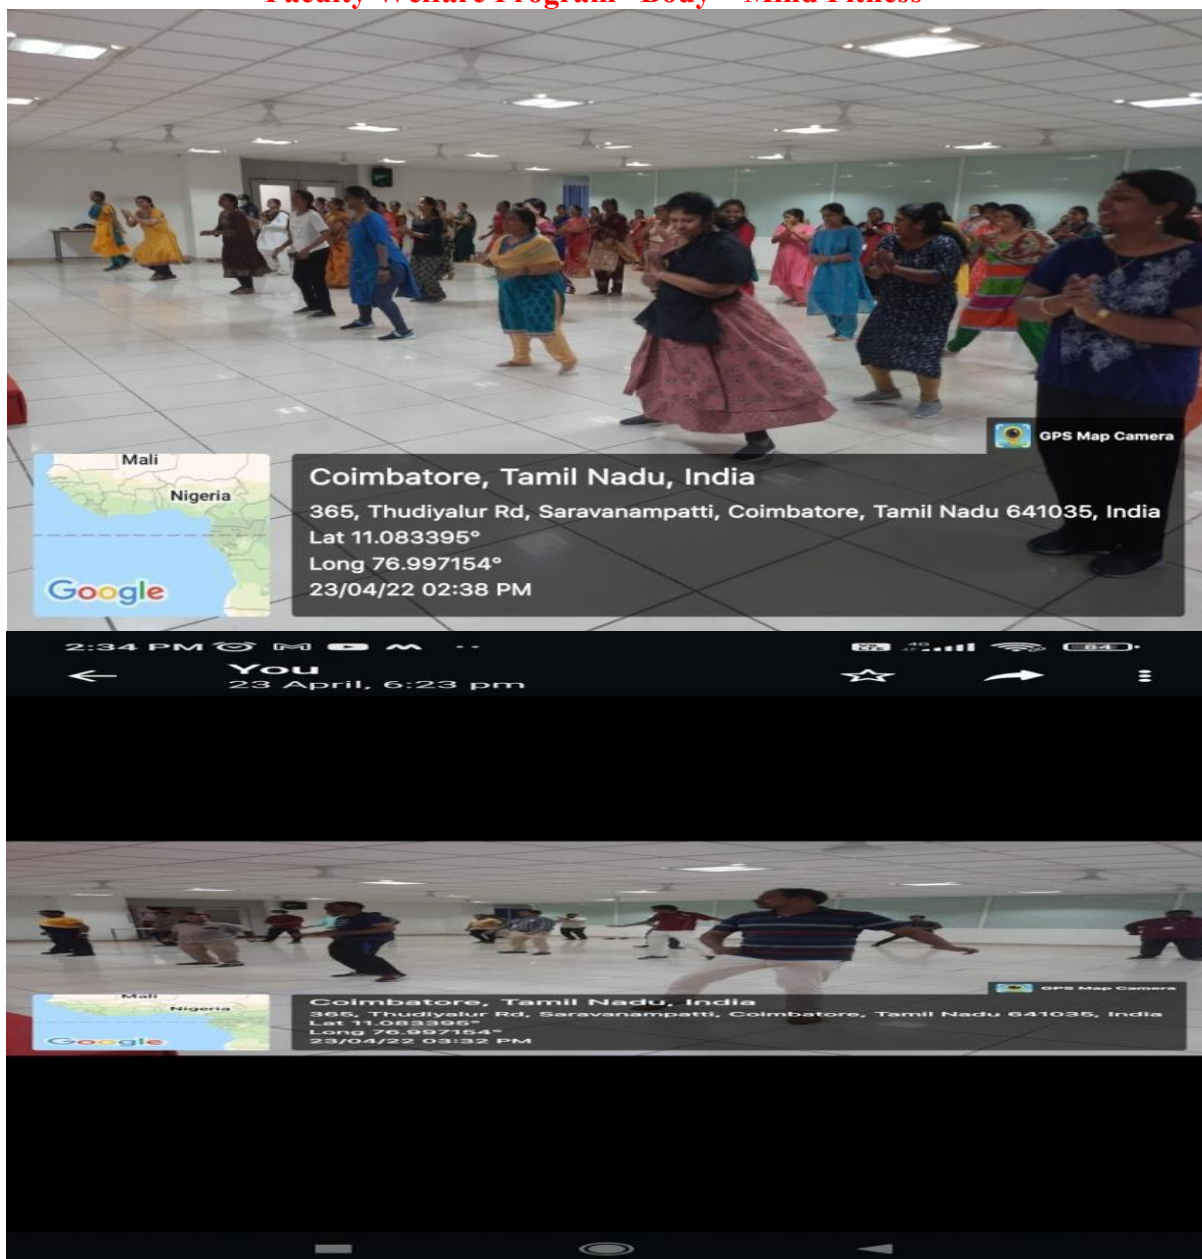 Faculty Welfare Program - Body - Mind Fitness
GPS Map Camera
Mali
Nigeria
Google
Coimbatore, Tamil Nadu, India
365, Thudiyalur Rd, Saravanampatti, Coimbatore, Tamil Nadu 641035, India
Lat 11.083395°
Long 76.997154°
23/04/22 02:38 PM
2:34 PM
4G
84
You
23 April, 6:23 pm
GPS Map Camera
Mali
Nigeria
Google
Coimbatore, Tamil Nadu, India
365, Thudiyalur Rd, Saravanampatti, Coimbatore, Tamil Nadu 641035, India
Lat 11.083395°
Long 76.997154°
23/04/22 03:32 PM